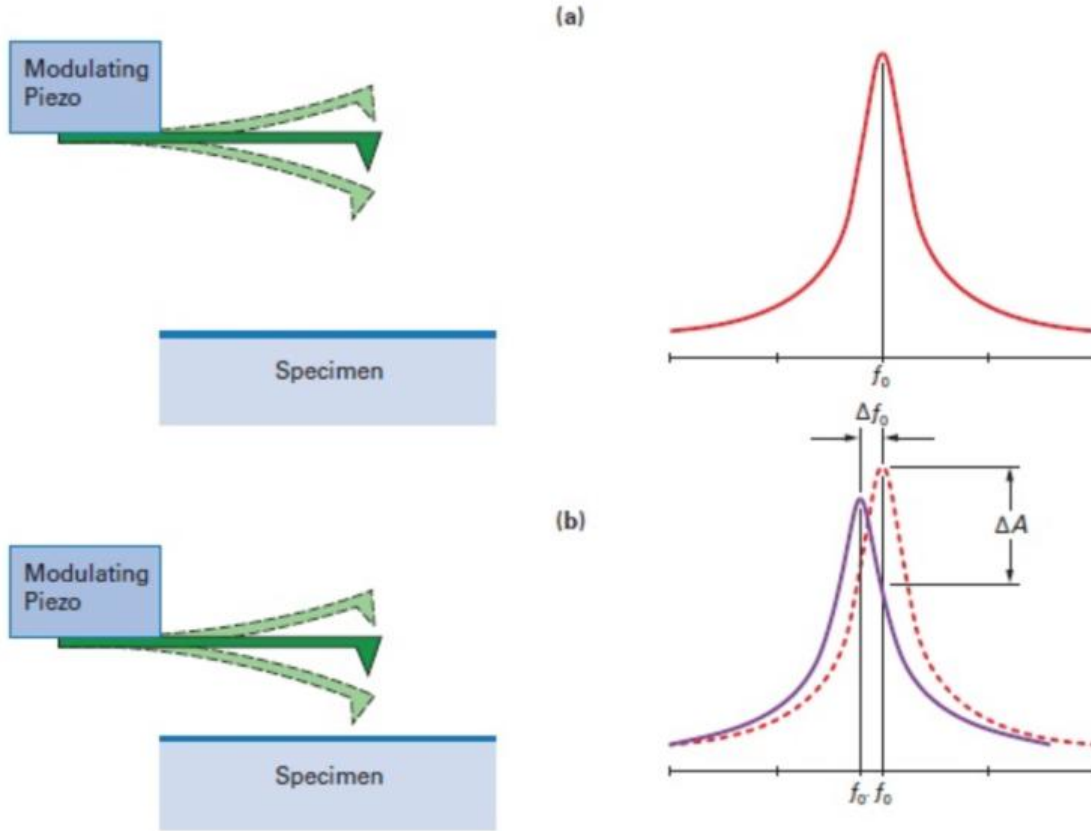 (a)
Modulating
Piezo
Specimen
f₀
Δf₀
(b)
ΔA
Modulating
Piezo
Specimen
f₀' f₀